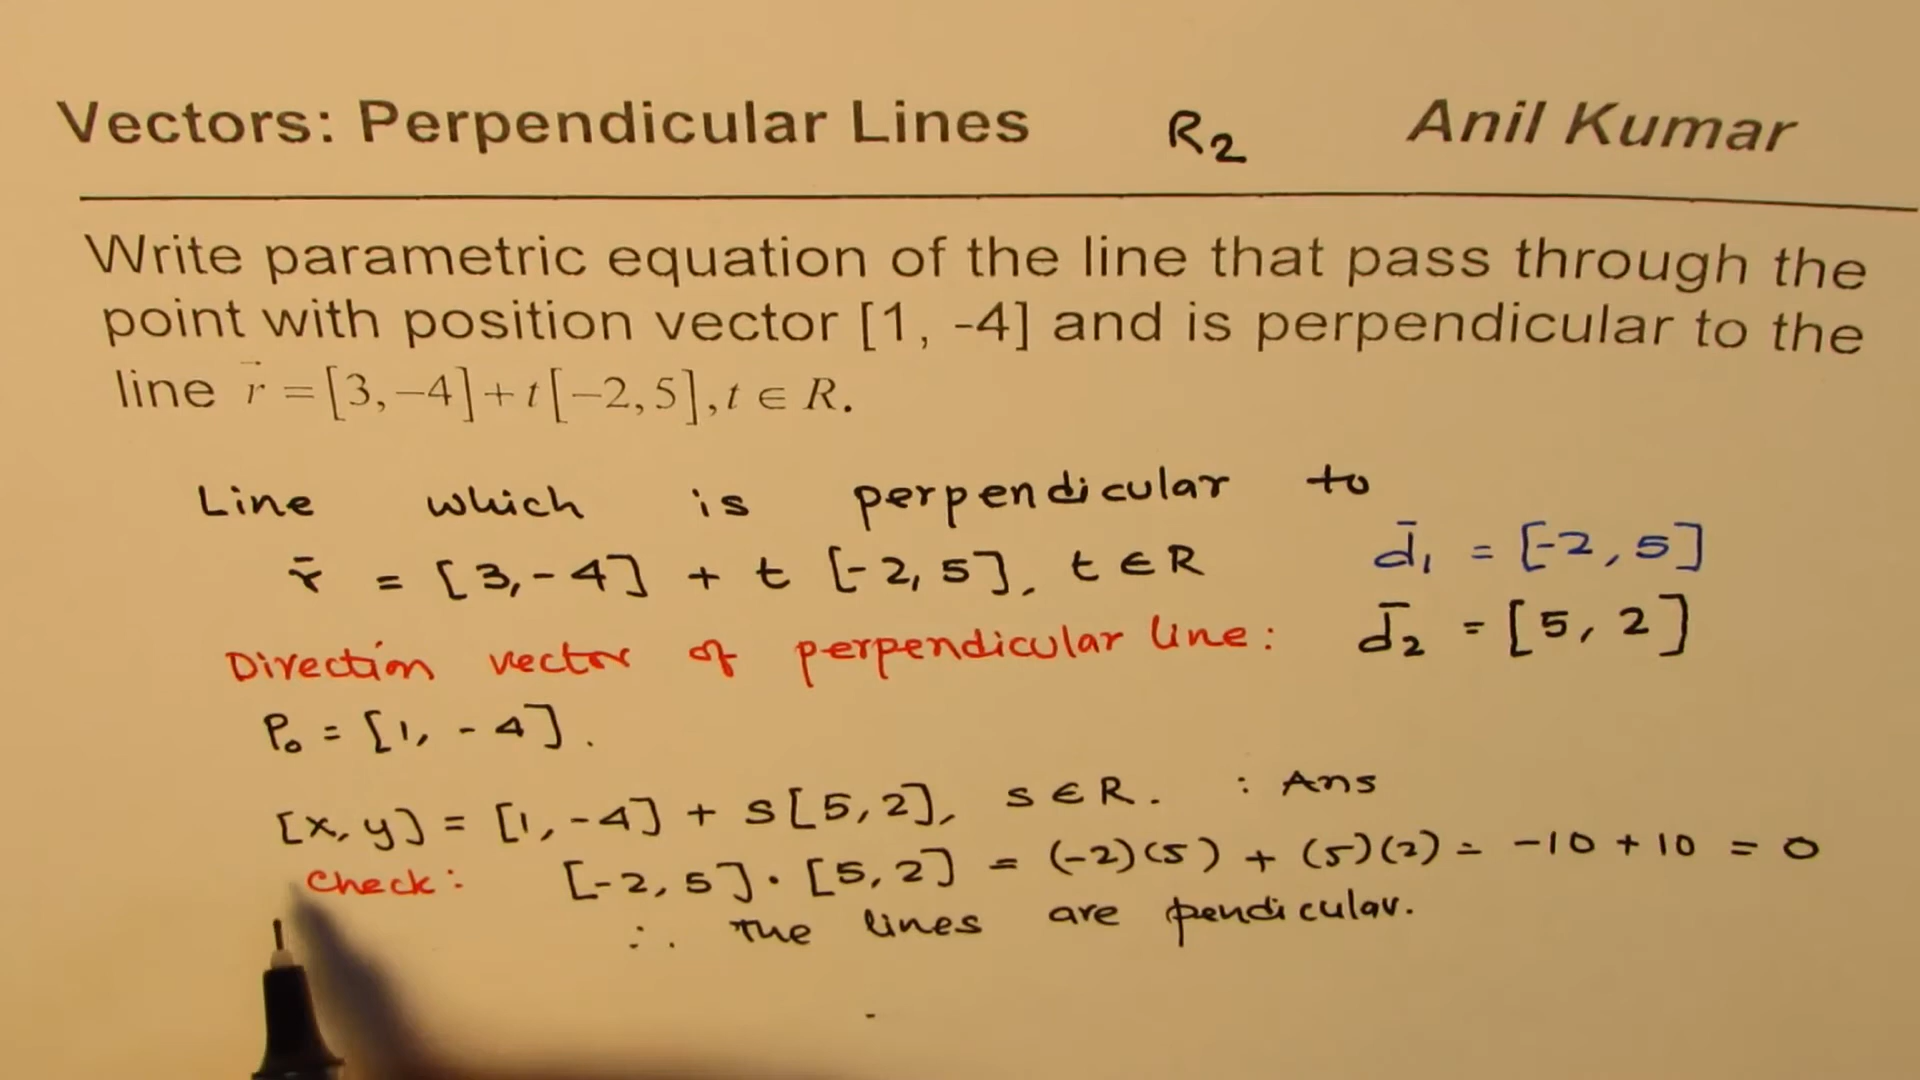 Vectors: Perpendicular Lines R2 Anil Kumar
Write parametric equation of the line that pass through the
point with position vector [1, -4] and is perpendicular to the
line r⃗ = [3,−4]+t[−2,5],t ∈ R.
Line which is perpendicular to
r̄ = [3,-4] + t [-2,5], t ∈ R d̄₁ = [-2,5]
Direction vector of perpendicular line: d̄₂ = [5, 2]
P₀ = [1, -4].
[x, y] = [1,-4] + s[5,2], s ∈ R. : Ans
Check: [-2,5]·[5,2] = (-2)(5) + (5)(2) = -10+10 = 0
∴ The lines are pendicular.